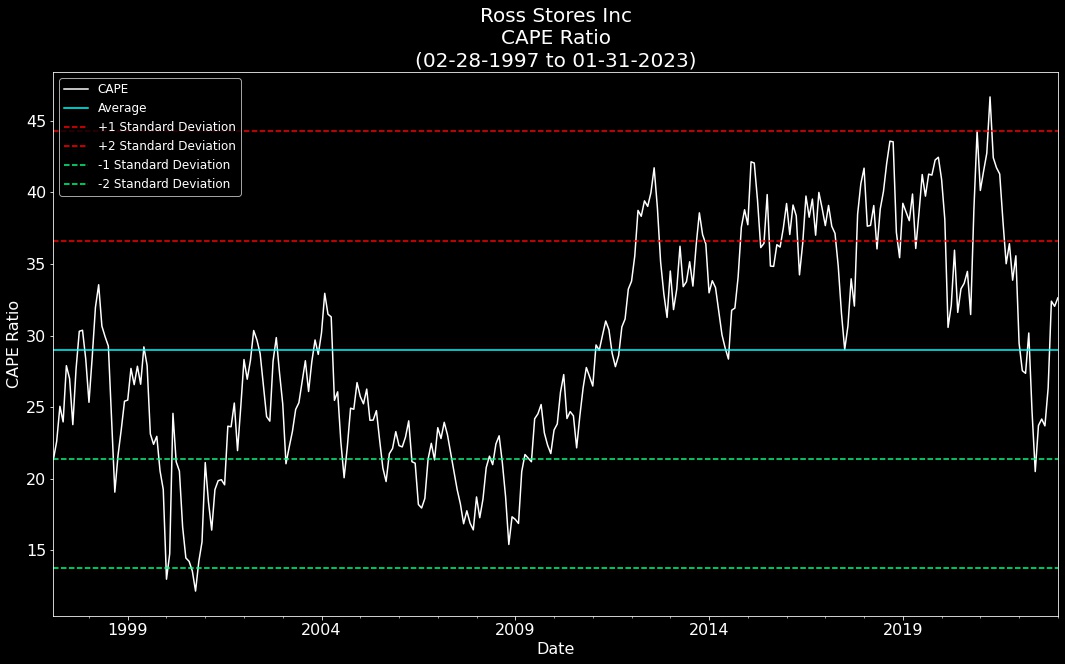 Ross Stores Inc
CAPE Ratio
(02-28-1997 to 01-31-2023)
CAPE
Average
+1 Standard Deviation
+2 Standard Deviation
-1 Standard Deviation
-2 Standard Deviation
45
40
35
30
25
20
15
CAPE Ratio
1999
2004
2009
2014
2019
Date